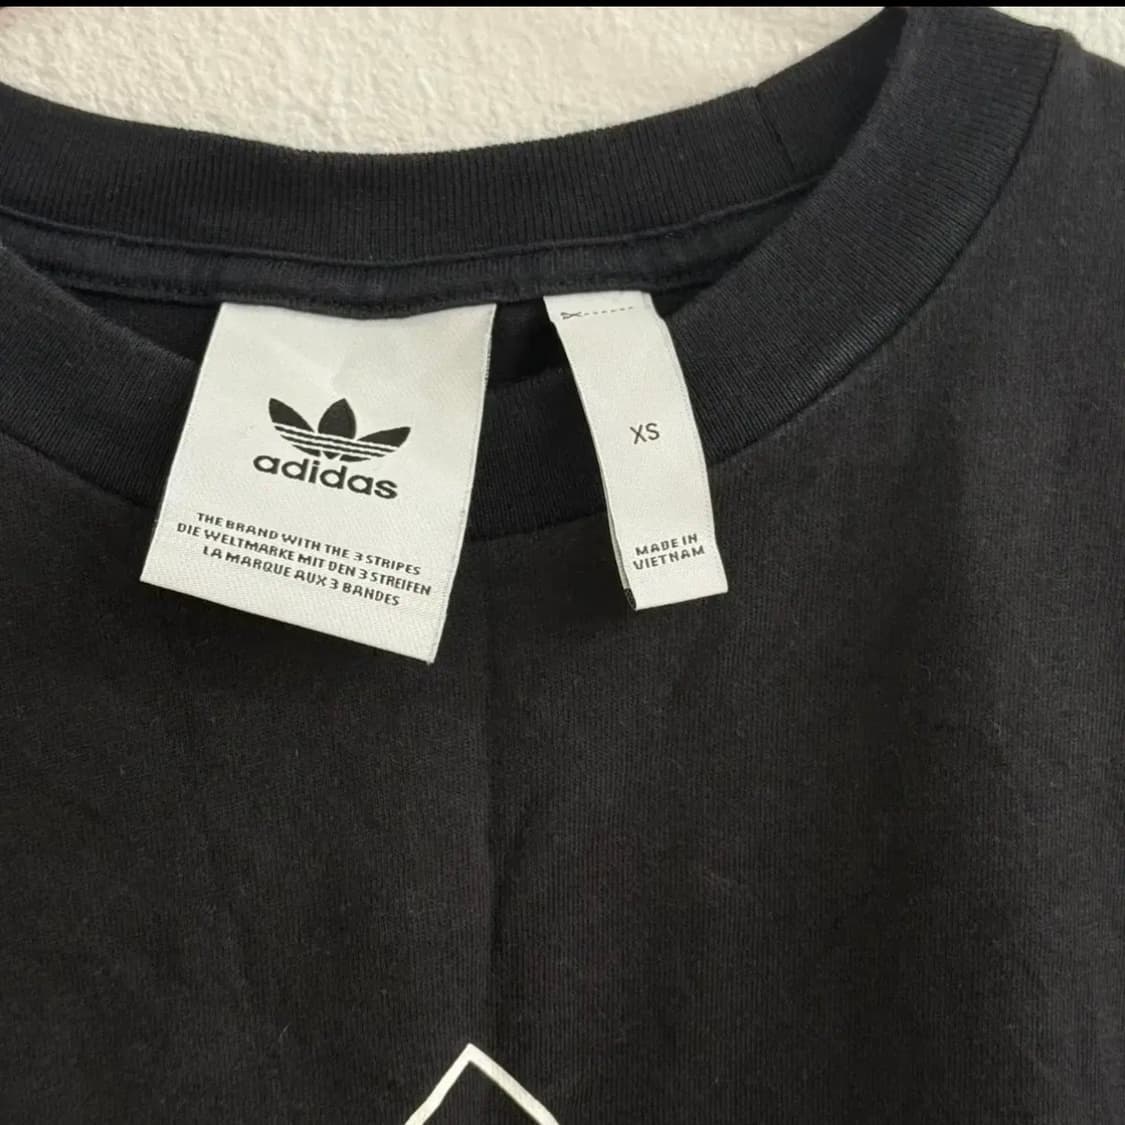 adidas
THE BRAND WITH THE 3 STRIPES
DIE WELTMARKE MIT DEN 3 STREIFEN
LA MARQUE AUX 3 BANDES
XS
MADE IN
VIETNAM